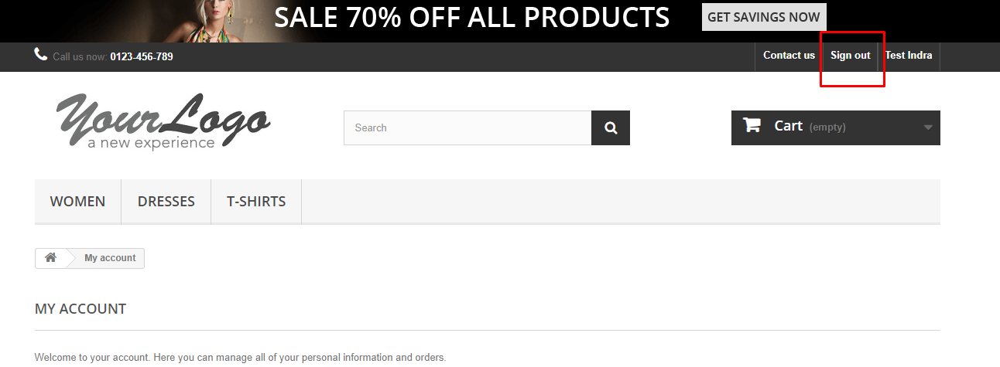 SALE 70% OFF ALL PRODUCTS GET SAVINGS NOW
Call us now: 0123-456-789 Contact us Sign out Test Indra
YourLogo
a new experience
Search
Cart (empty)
WOMEN DRESSES T-SHIRTS
My account
MY ACCOUNT
Welcome to your account. Here you can manage all of your personal information and orders.